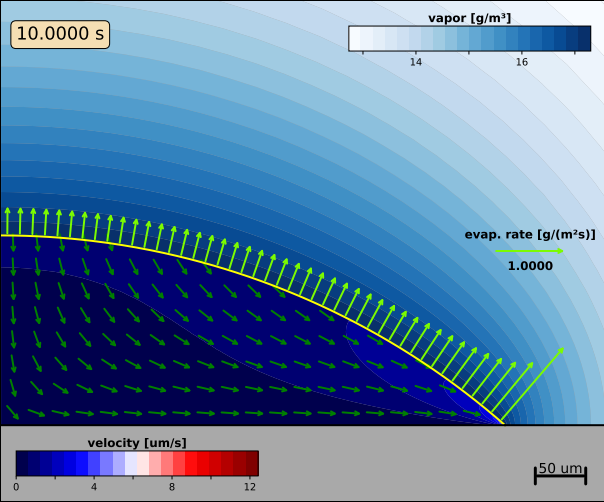 10.0000 s
vapor [g/m³]
14 16
evap. rate [g/(m²s)]
1.0000
velocity [um/s]
0 4 8 12
50 um